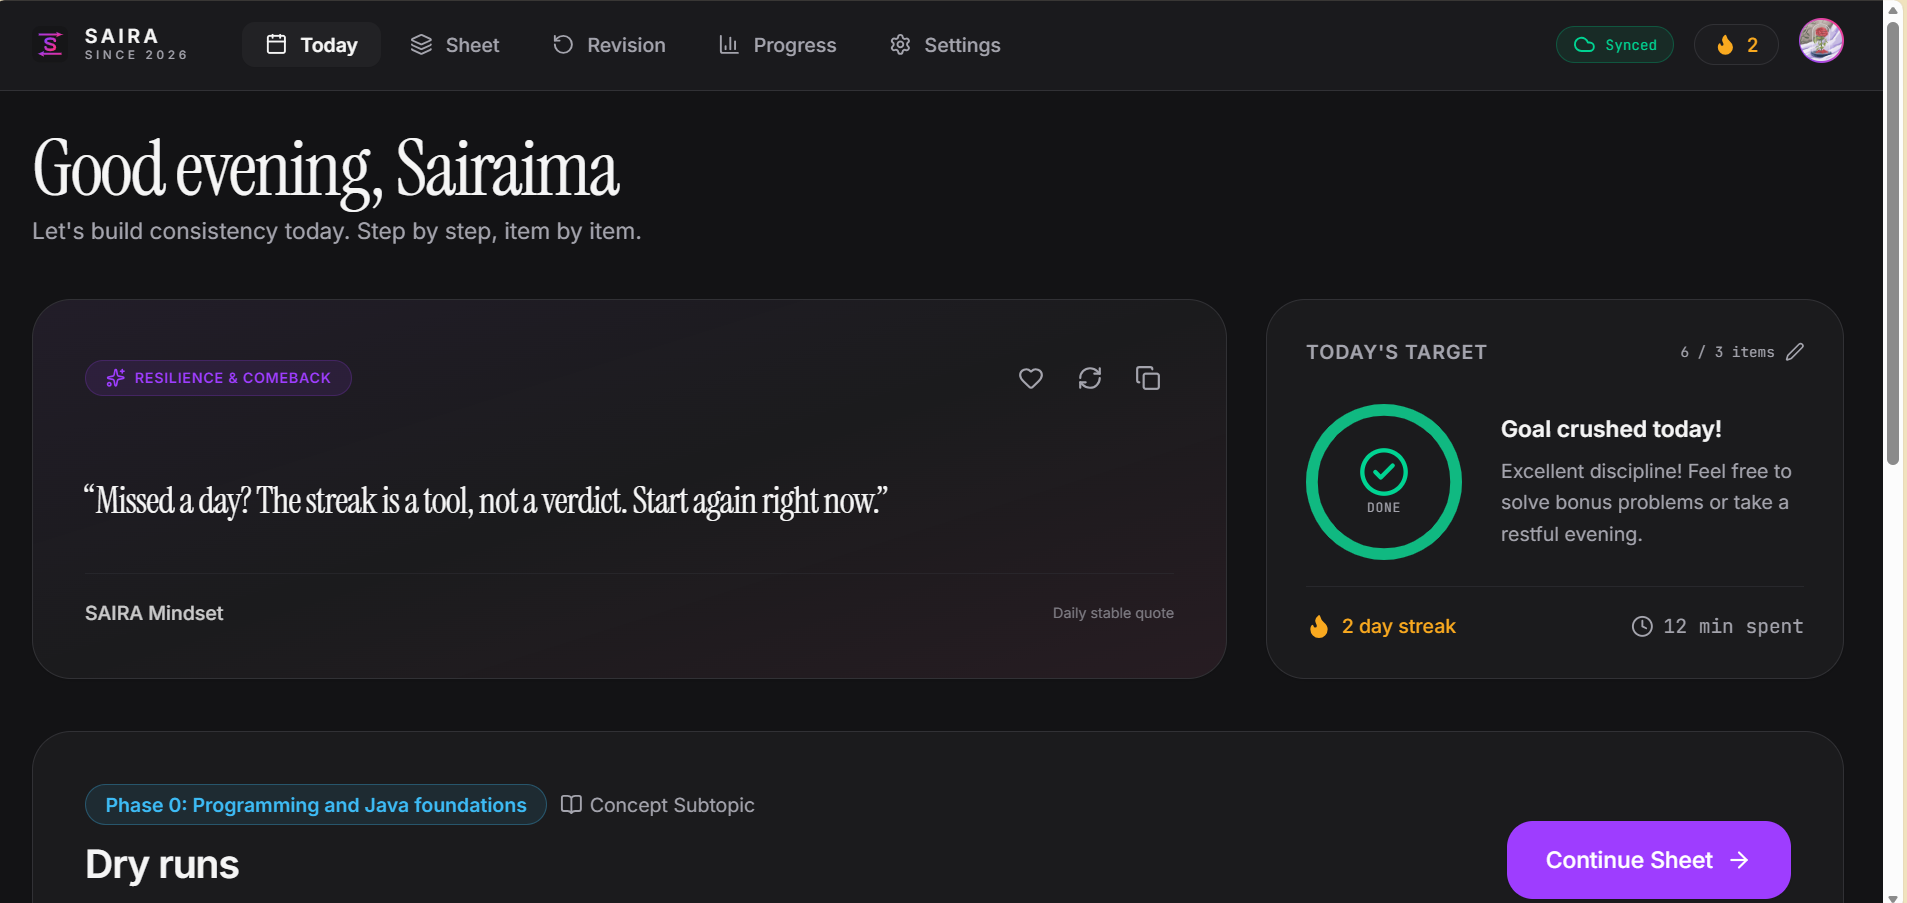 SAIRA
SINCE 2026
Today
Sheet
Revision
Progress
Settings
Synced
2
Good evening, Sairaima
Let's build consistency today. Step by step, item by item.
RESILIENCE & COMEBACK
“Missed a day? The streak is a tool, not a verdict. Start again right now.”
SAIRA Mindset
Daily stable quote
TODAY'S TARGET
6 / 3 items
DONE
Goal crushed today!
Excellent discipline! Feel free to
solve bonus problems or take a
restful evening.
2 day streak
12 min spent
Phase 0: Programming and Java foundations
Concept Subtopic
Dry runs
Continue Sheet